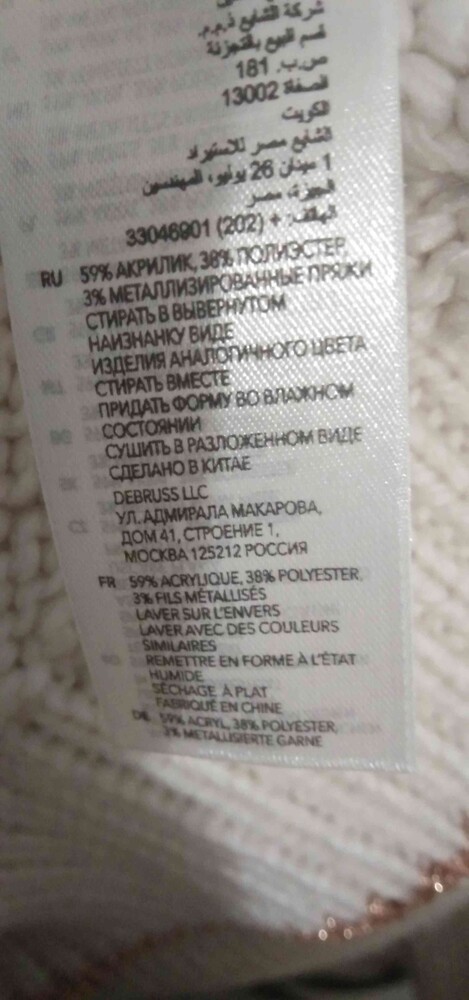 شركة الشايع ذ.م.م.
قسم البيع بالتجزئة
ص.ب. 181
الصفاة 13002
الكويت
الشايع مصر للاستيراد
1 ميدان 26 يوليو، المهندسين
الجيزة، مصر
الهاتف: + (202) 33046901
RU 59% АКРИЛИК, 38% ПОЛИЭСТЕР,
3% МЕТАЛЛИЗИРОВАННЫЕ ПРЯЖИ
СТИРАТЬ В ВЫВЕРНУТОМ
НАИЗНАНКУ ВИДЕ
ИЗДЕЛИЯ АНАЛОГИЧНОГО ЦВЕТА
СТИРАТЬ ВМЕСТЕ
ПРИДАТЬ ФОРМУ ВО ВЛАЖНОМ
СОСТОЯНИИ
СУШИТЬ В РАЗЛОЖЕННОМ ВИДЕ
СДЕЛАНО В КИТАЕ
DEBRUSS LLC
УЛ. АДМИРАЛА МАКАРОВА,
ДОМ 41, СТРОЕНИЕ 1,
МОСКВА 125212 РОССИЯ
FR 59% ACRYLIQUE, 38% POLYESTER,
3% FILS MÉTALLISÉS
LAVER SUR L'ENVERS
LAVER AVEC DES COULEURS
SIMILAIRES
REMETTRE EN FORME À L'ÉTAT
HUMIDE
SÉCHAGE À PLAT
FABRIQUÉ EN CHINE
DE 59% ACRYL, 38% POLYESTER,
3% METALLISIERTE GARNE